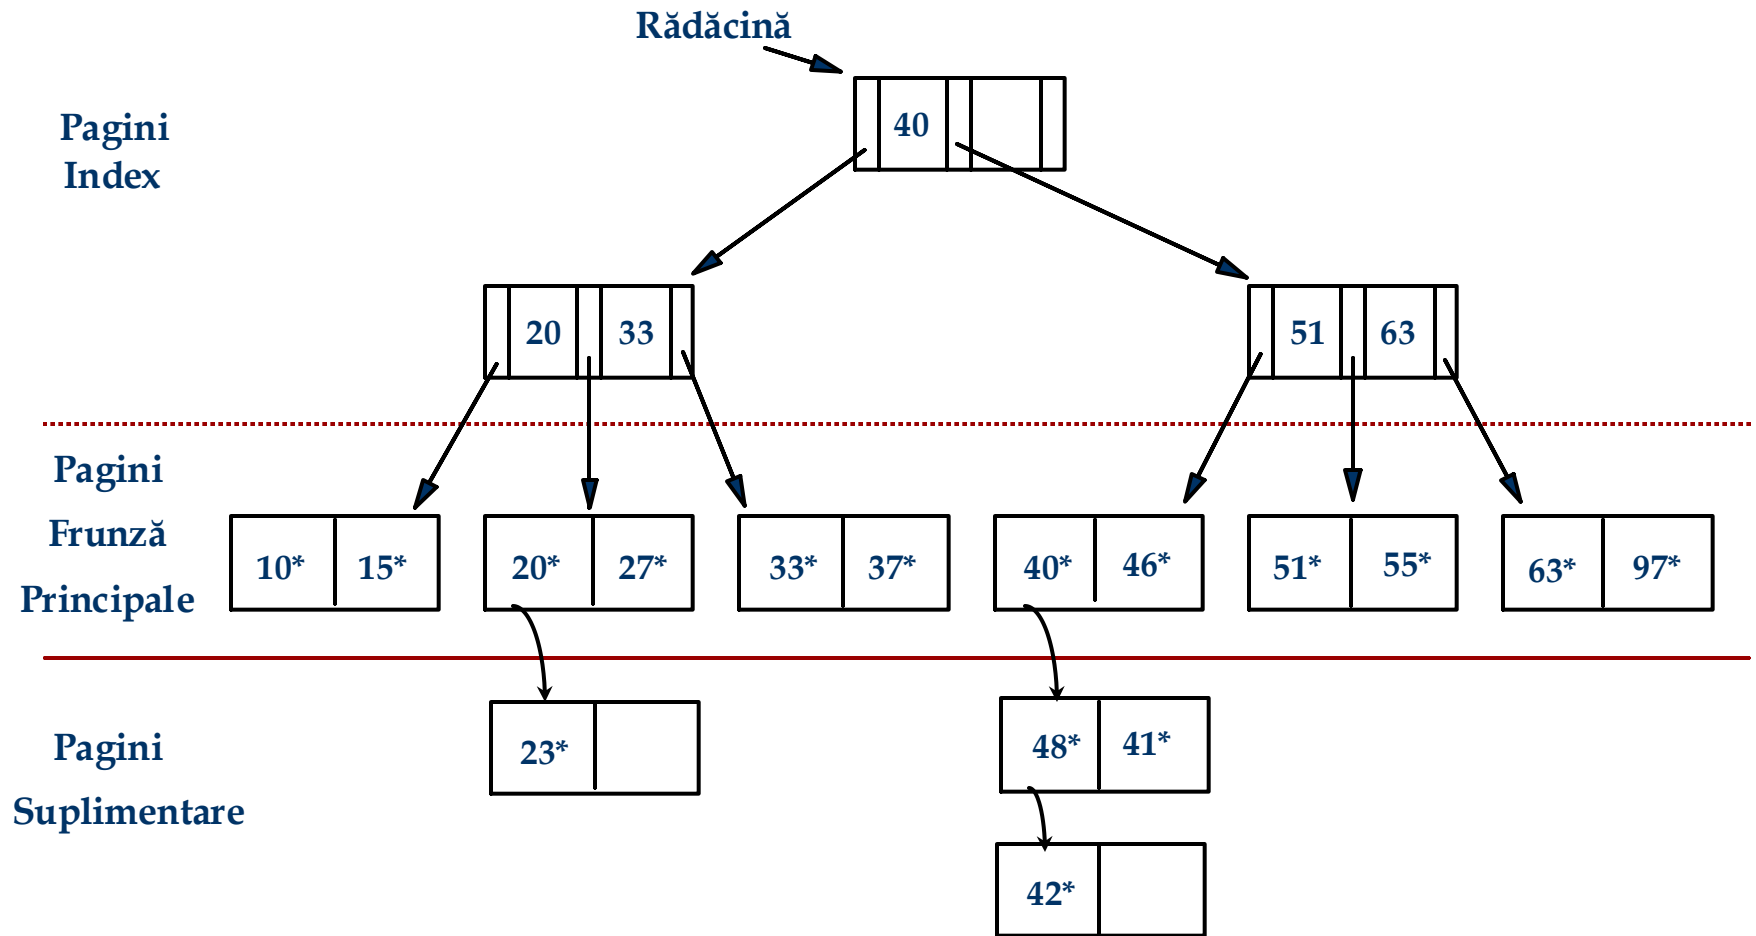 Rădăcină
Pagini
Index
40
20 33
51 63
Pagini
Frunză
Principale
10* 15*
20* 27*
33* 37*
40* 46*
51* 55*
63* 97*
Pagini
Suplimentare
23*
48* 41*
42*